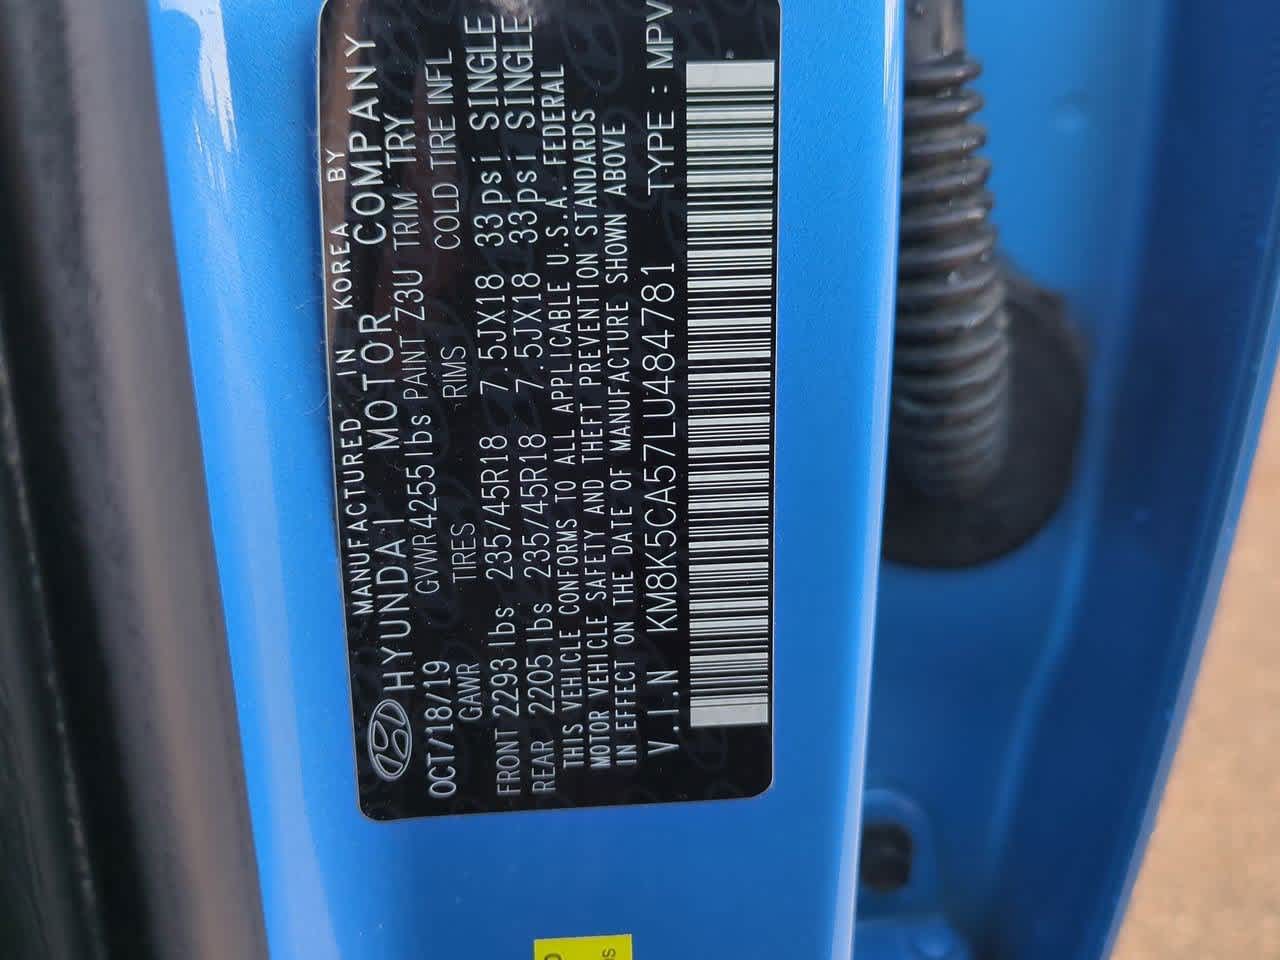 MANUFACTURED IN KOREA BY
HYUNDAI MOTOR COMPANY
OCT/18/19 GVWR 4255lbs PAINT Z3U TRIM TRY
GAWR TIRES RIMS COLD TIRE INFL
FRONT 2293lbs 235/45R18 7.5JX18 33psi SINGLE
REAR 2205lbs 235/45R18 7.5JX18 33psi SINGLE
THIS VEHICLE CONFORMS TO ALL APPLICABLE U.S.A. FEDERAL
MOTOR VEHICLE SAFETY AND THEFT PREVENTION STANDARDS
IN EFFECT ON THE DATE OF MANUFACTURE SHOWN ABOVE
V.I.N KM8K5CA57LU484781 TYPE : MPV